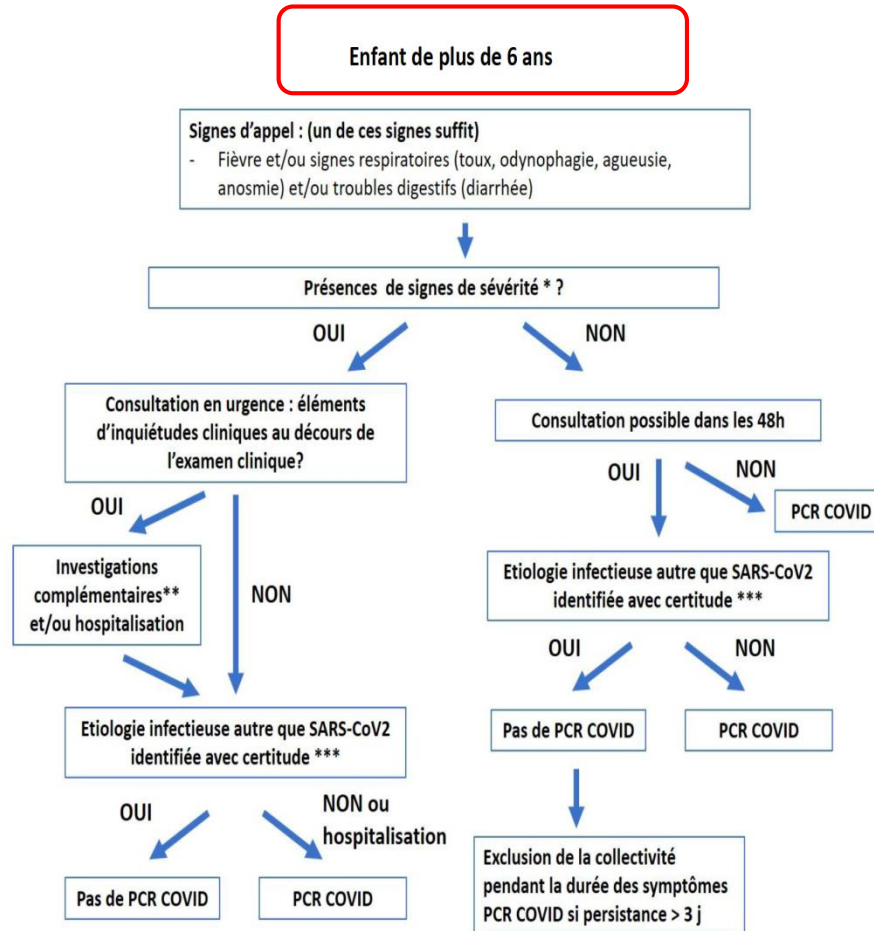 Enfant de plus de 6 ans
Signes d'appel : (un de ces signes suffit)
- Fièvre et/ou signes respiratoires (toux, odynophagie, agueusie,
anosmie) et/ou troubles digestifs (diarrhée)
Présences de signes de sévérité * ?
OUI
NON
Consultation en urgence : éléments
d'inquiétudes cliniques au décours de
l'examen clinique?
Consultation possible dans les 48h
OUI
NON
OUI
NON
PCR COVID
Investigations
complémentaires**
et/ou hospitalisation
Etiologie infectieuse autre que SARS-CoV2
identifiée avec certitude ***
OUI
NON
Etiologie infectieuse autre que SARS-CoV2
identifiée avec certitude ***
Pas de PCR COVID
PCR COVID
OUI
NON ou
hospitalisation
Pas de PCR COVID
PCR COVID
Exclusion de la collectivité
pendant la durée des symptômes
PCR COVID si persistance > 3 j